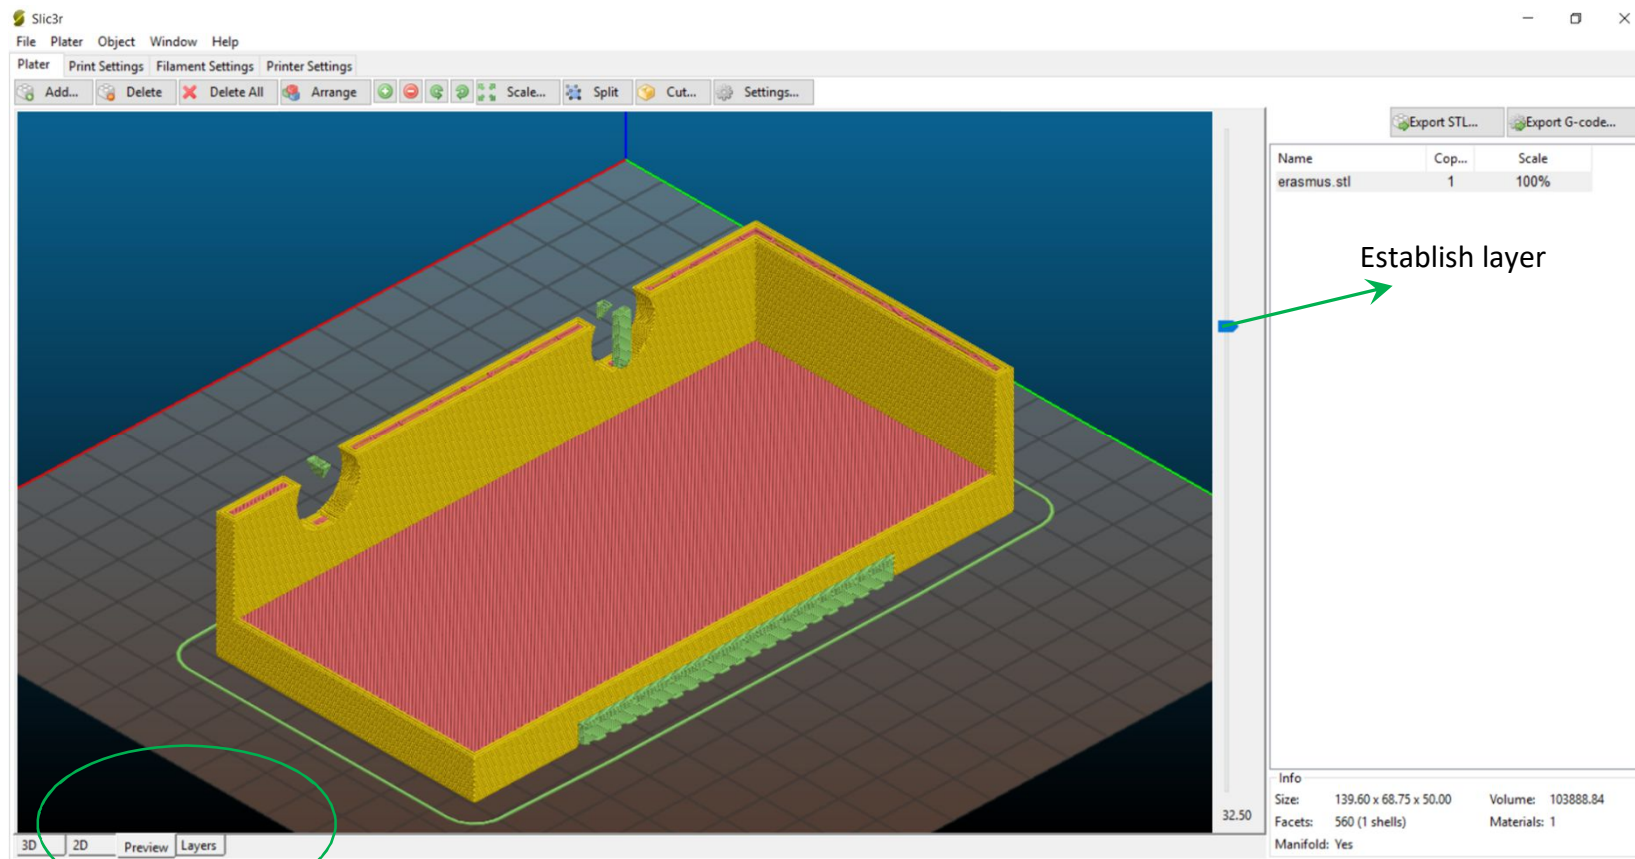 Slic3r
File Plater Object Window Help
Plater Print Settings Filament Settings Printer Settings
Add... Delete Delete All Arrange Scale... Split Cut... Settings...
Export STL... Export G-code...
Name Cop... Scale
erasmus.stl 1 100%
Establish layer
32.50
Info
Size: 139.60 x 68.75 x 50.00 Volume: 103888.84
Facets: 560 (1 shells) Materials: 1
Manifold: Yes
3D 2D Preview Layers